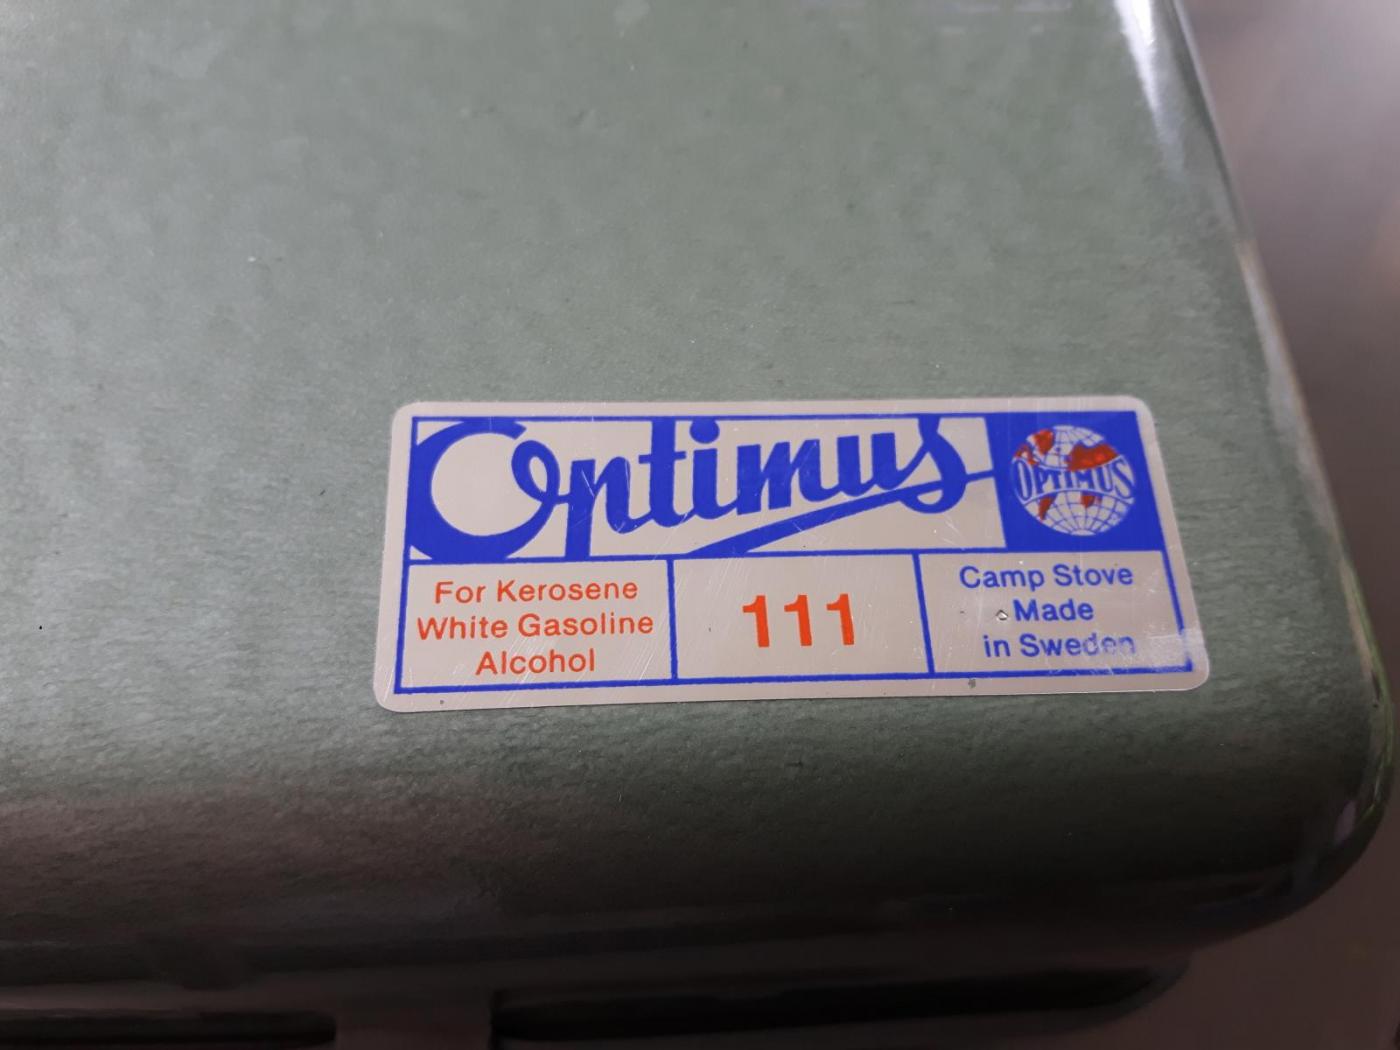 Optimus
OPTIMUS
For Kerosene
White Gasoline
Alcohol
111
Camp Stove
Made
in Sweden